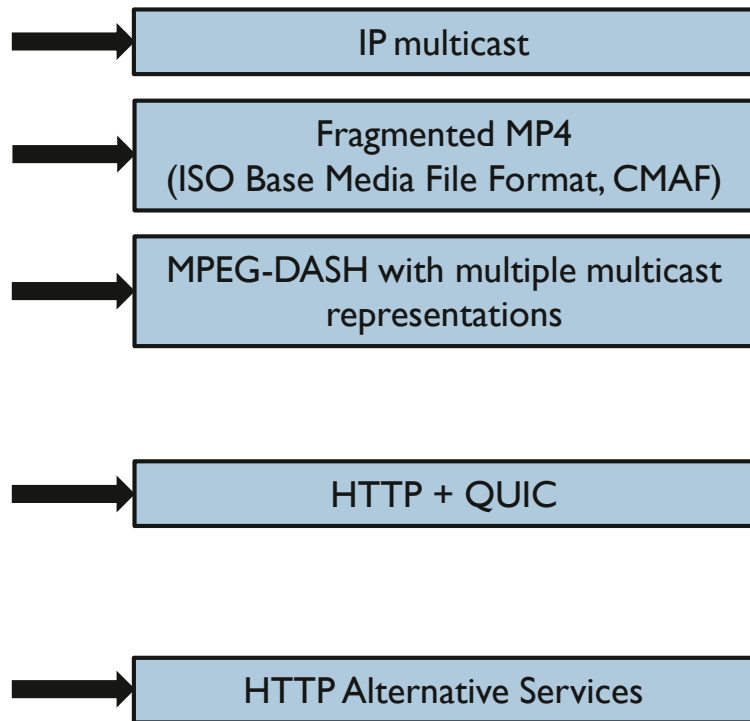 IP multicast
Fragmented MP4
(ISO Base Media File Format, CMAF)
MPEG-DASH with multiple multicast
representations
HTTP + QUIC
HTTP Alternative Services